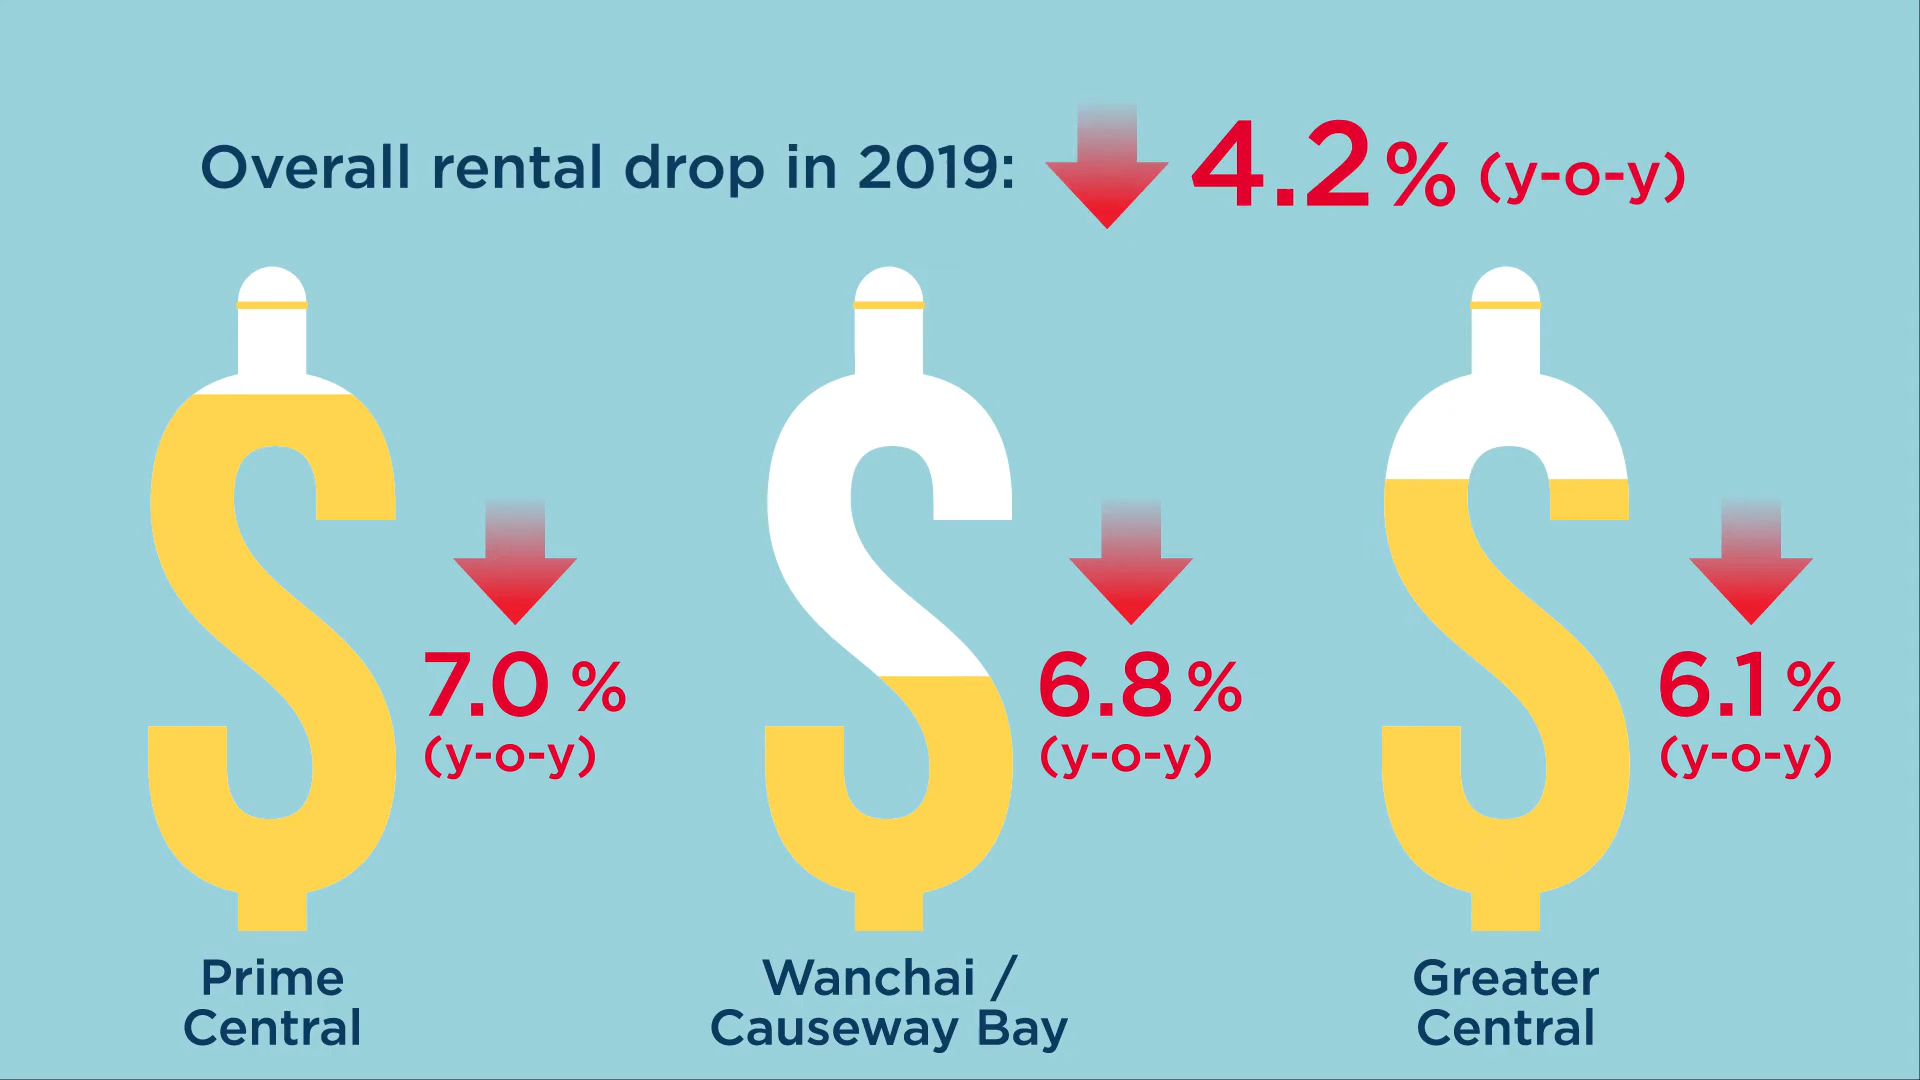 Overall rental drop in 2019: 4.2% (y-o-y)
7.0%
(y-o-y)
6.8%
(y-o-y)
6.1%
(y-o-y)
Prime
Central
Wanchai /
Causeway Bay
Greater
Central